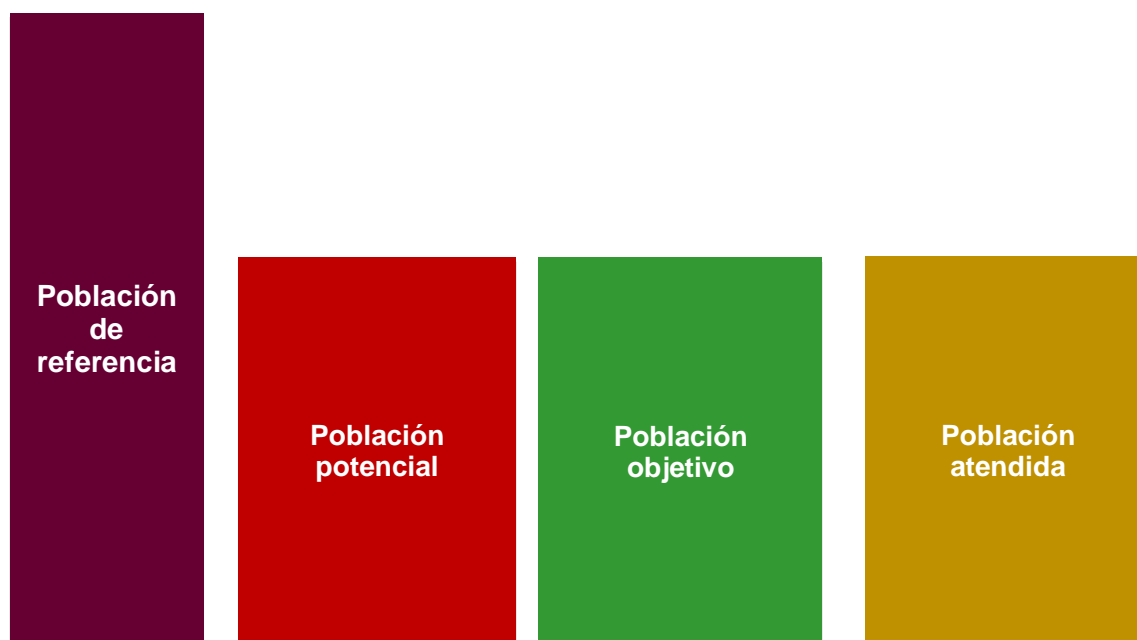 Población
de
referencia
Población
potencial
Población
objetivo
Población
atendida